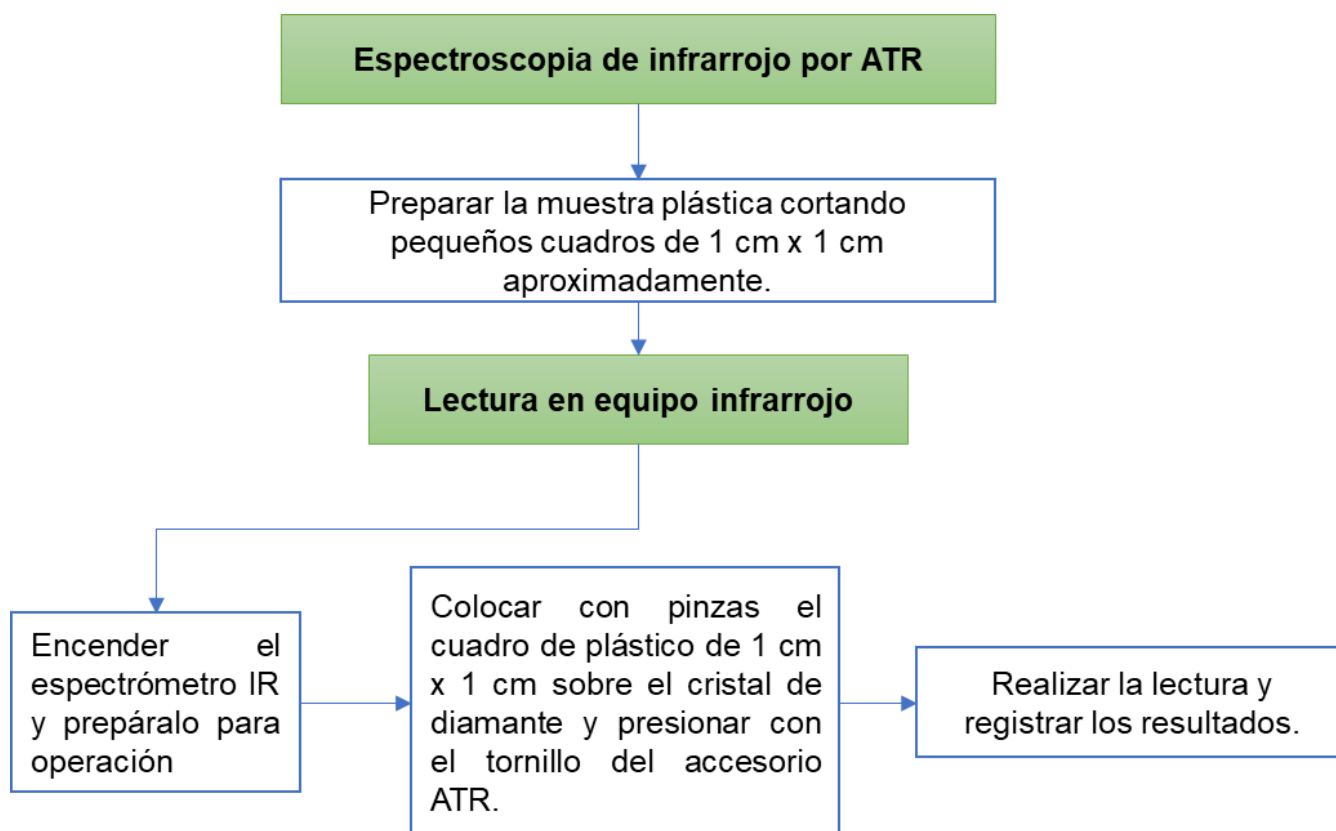 Espectroscopia de infrarrojo por ATR
Preparar la muestra plástica cortando
pequeños cuadros de 1 cm x 1 cm
aproximadamente.
Lectura en equipo infrarrojo
Encender el
espectrómetro IR
y prepáralo para
operación
Colocar con pinzas el
cuadro de plástico de 1 cm
x 1 cm sobre el cristal de
diamante y presionar con
el tornillo del accesorio
ATR.
Realizar la lectura y
registrar los resultados.